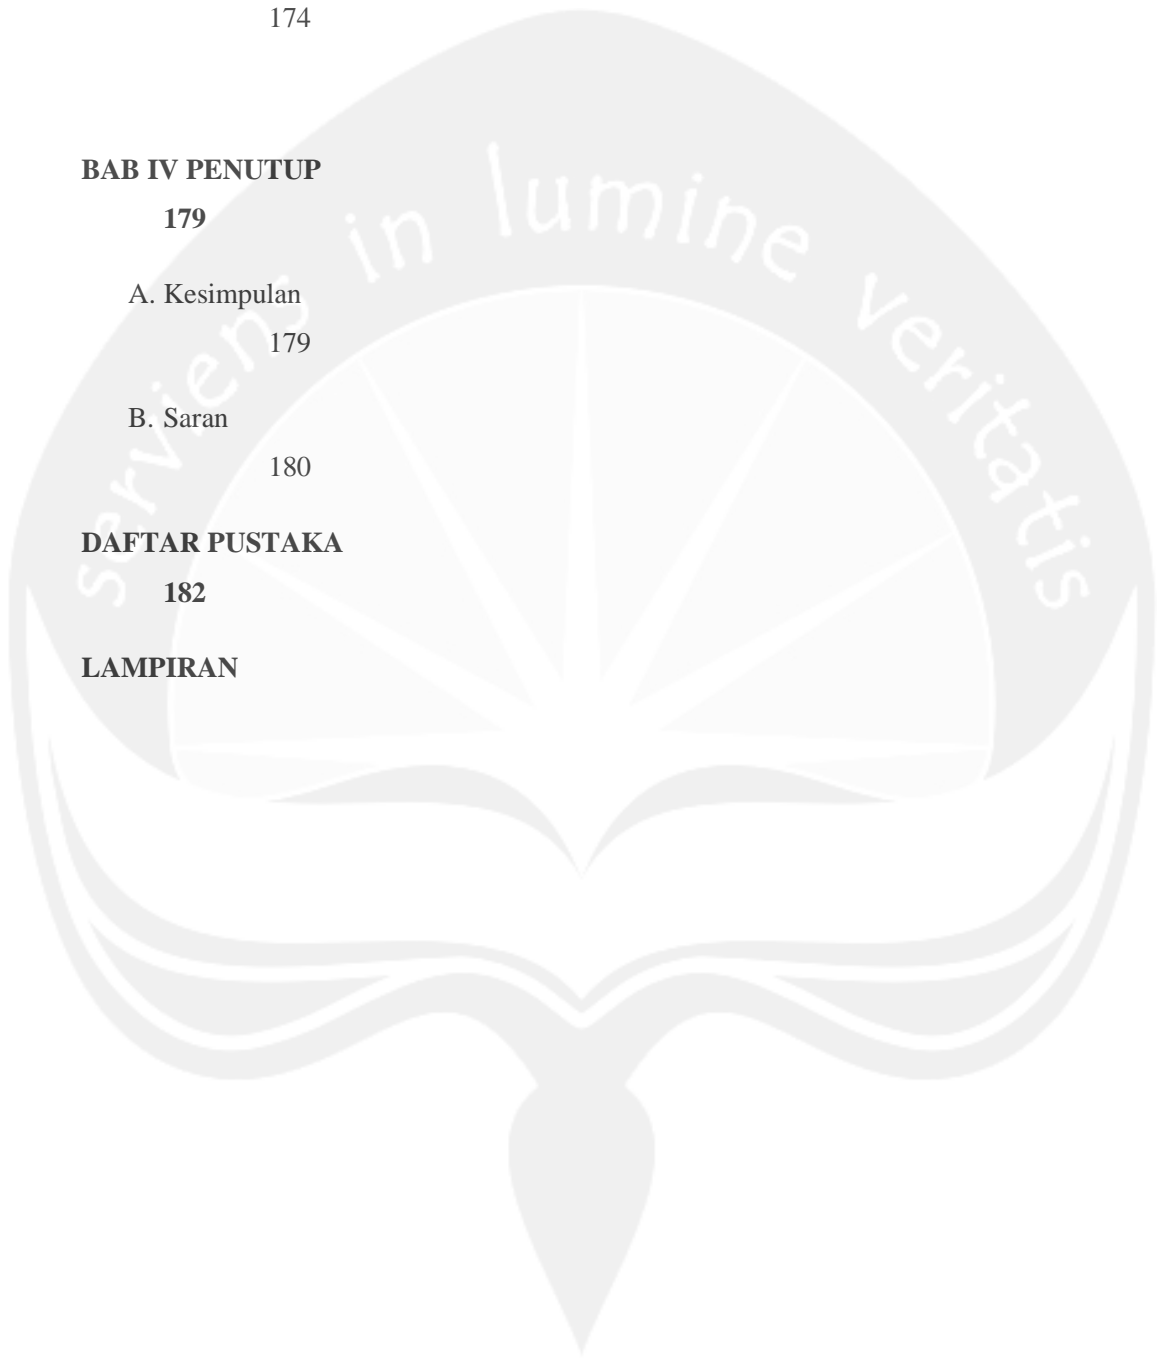 174
BAB IV PENUTUP
179
A. Kesimpulan
179
B. Saran
180
DAFTAR PUSTAKA
182
LAMPIRAN
serviens in lumine veritatis